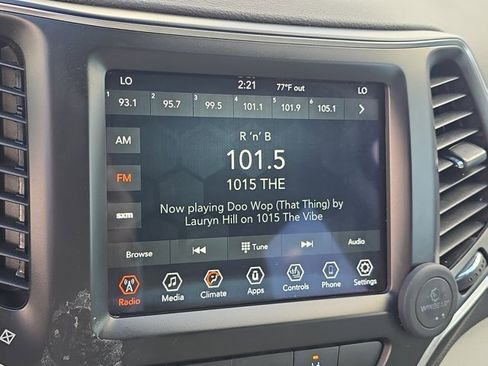 LO 2:21 77°F out LO
1 93.1 2 95.7 3 99.5 4 101.1 5 101.9 6 105.1
R 'n' B
AM
101.5
FM
1015 THE
sxm
Now playing Doo Wop (That Thing) by
Lauryn Hill on 1015 The Vibe
Browse Tune Audio
Radio Media Climate Apps Controls Phone Settings